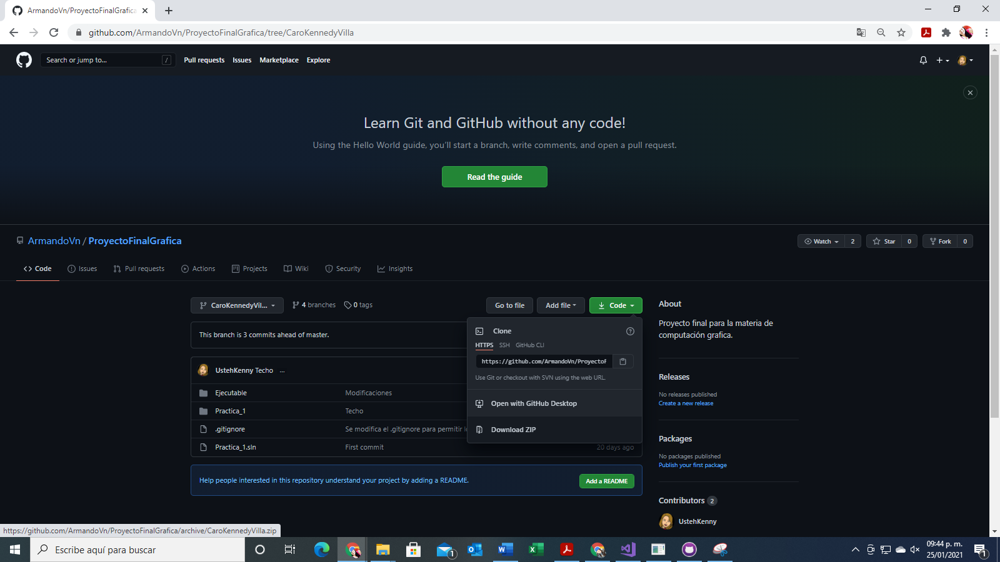 ArmandoVn/ProyectoFinalGrafica
github.com/ArmandoVn/ProyectoFinalGrafica/tree/CaroKennedyVilla
Search or jump to... /
Pull requests Issues Marketplace Explore
Learn Git and GitHub without any code!
Using the Hello World guide, you'll start a branch, write comments, and open a pull request.
Read the guide
ArmandoVn / ProyectoFinalGrafica
Watch 2 Star 0 Fork 0
Code Issues Pull requests Actions Projects Wiki Security Insights
CaroKennedyVil... 4 branches 0 tags
Go to file Add file Code
This branch is 3 commits ahead of master.
UstehKenny Techo ...
Ejecutable Modificaciones
Practica_1 Techo
.gitignore Se modifica el .gitignore para permitir
Practica_1.sln First commit 20 days ago
Clone
HTTPS SSH GitHub CLI
https://github.com/ArmandoVn/ProyectoF
Use Git or checkout with SVN using the web URL.
Open with GitHub Desktop
Download ZIP
Help people interested in this repository understand your project by adding a README.
Add a README
About
Proyecto final para la materia de
computación grafica.
Releases
No releases published
Create a new release
Packages
No packages published
Publish your first package
Contributors 2
UstehKenny
https://github.com/ArmandoVn/ProyectoFinalGrafica/archive/CaroKennedyVilla.zip
Escribe aquí para buscar
1
09:44 p. m.
25/01/2021
1